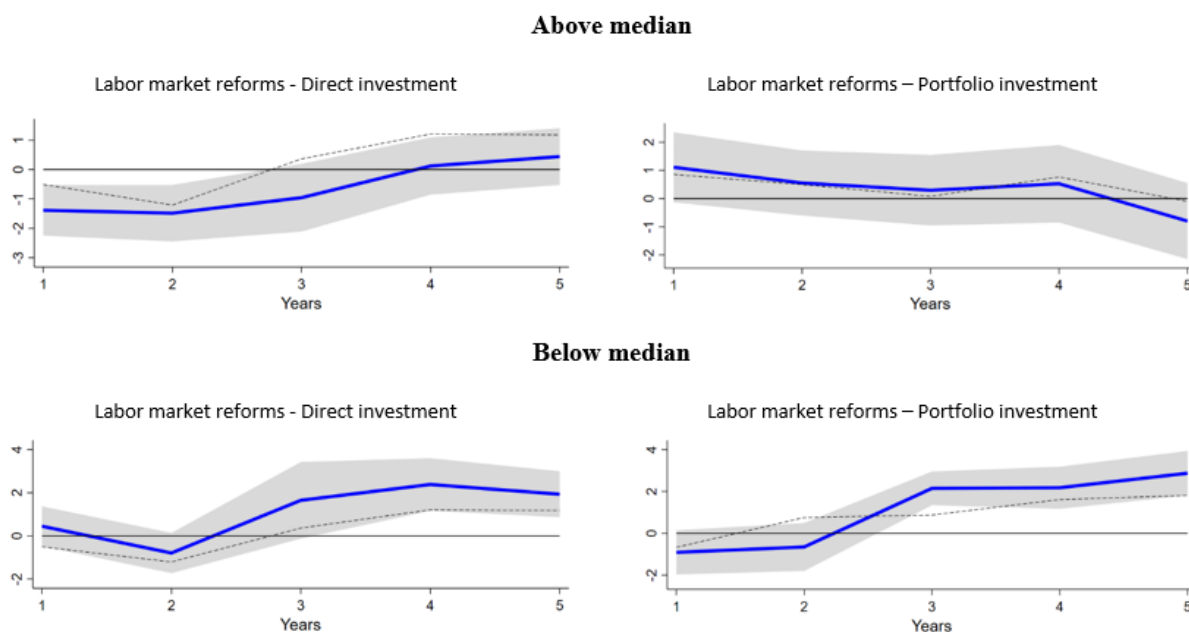 Above median
Labor market reforms - Direct investment
Labor market reforms – Portfolio investment
1
0
-1
-2
-3
1 2 3 4 5
Years
2
1
0
-1
-2
1 2 3 4 5
Years
Below median
Labor market reforms - Direct investment
Labor market reforms – Portfolio investment
4
2
0
-2
1 2 3 4 5
Years
4
2
0
-2
1 2 3 4 5
Years